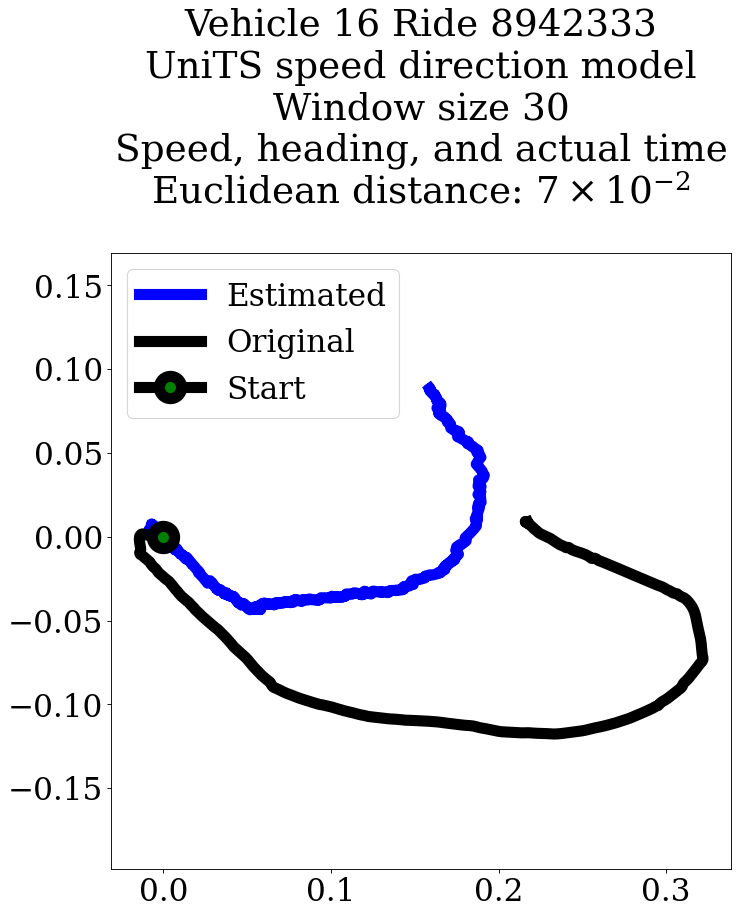 Vehicle 16 Ride 8942333
UniTS speed direction model
Window size 30
Speed, heading, and actual time
Euclidean distance: 7 × 10⁻²
0.15
0.10
0.05
0.00
−0.05
−0.10
−0.15
Estimated
Original
Start
0.0 0.1 0.2 0.3